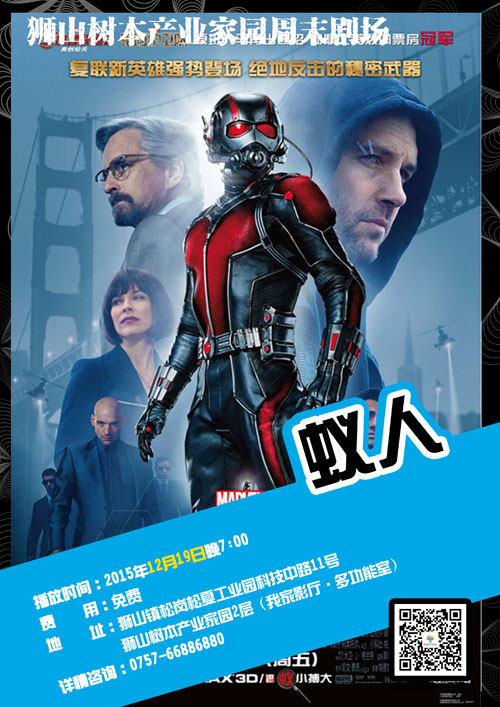 狮山树本产业家园周末剧场
冠军
复联新英雄强势登场 绝地反击的秘密武器
蚁人
播放时间：2015年12月19日晚7:00
费 用：免费
地 址：狮山镇松岗松夏工业园科技中路11号
狮山树本产业家园2层（我家影厅·多功能室）
详情咨询：0757-66886880
小搏大